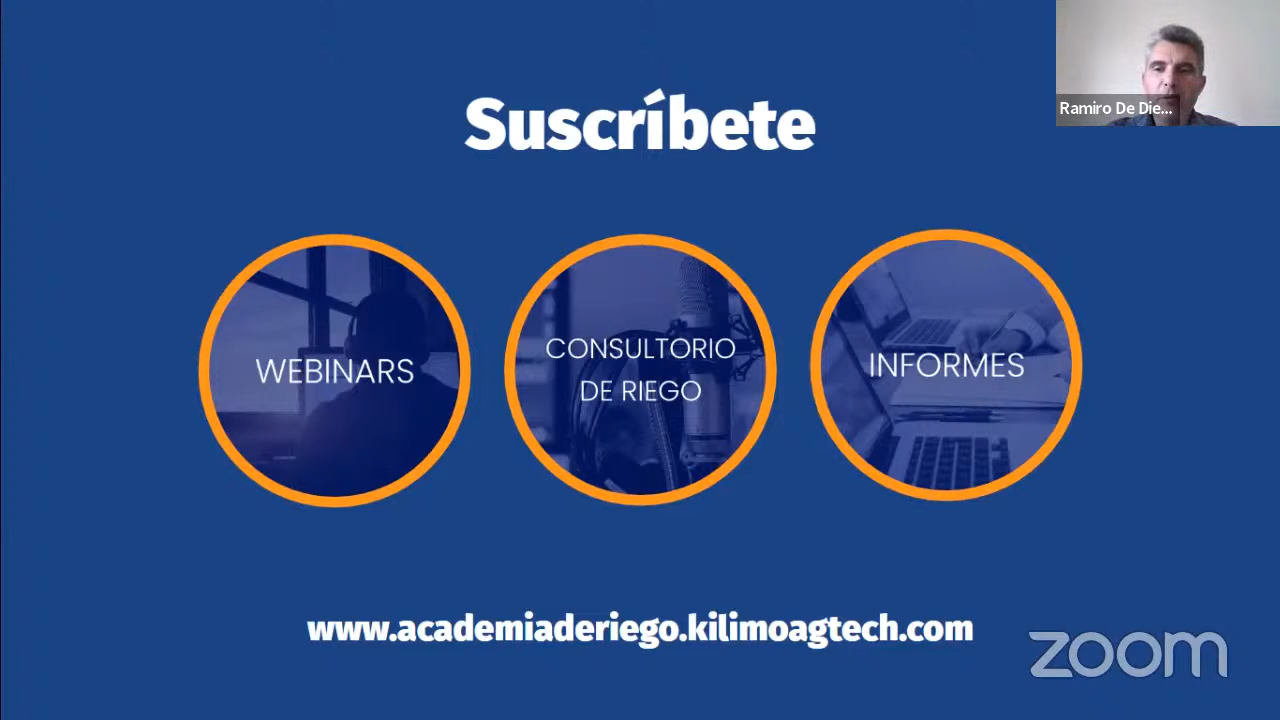 Suscríbete
Ramiro De Die...
WEBINARS
CONSULTORIO
DE RIEGO
INFORMES
www.academiaderiego.kilimoagtech.com
zoom